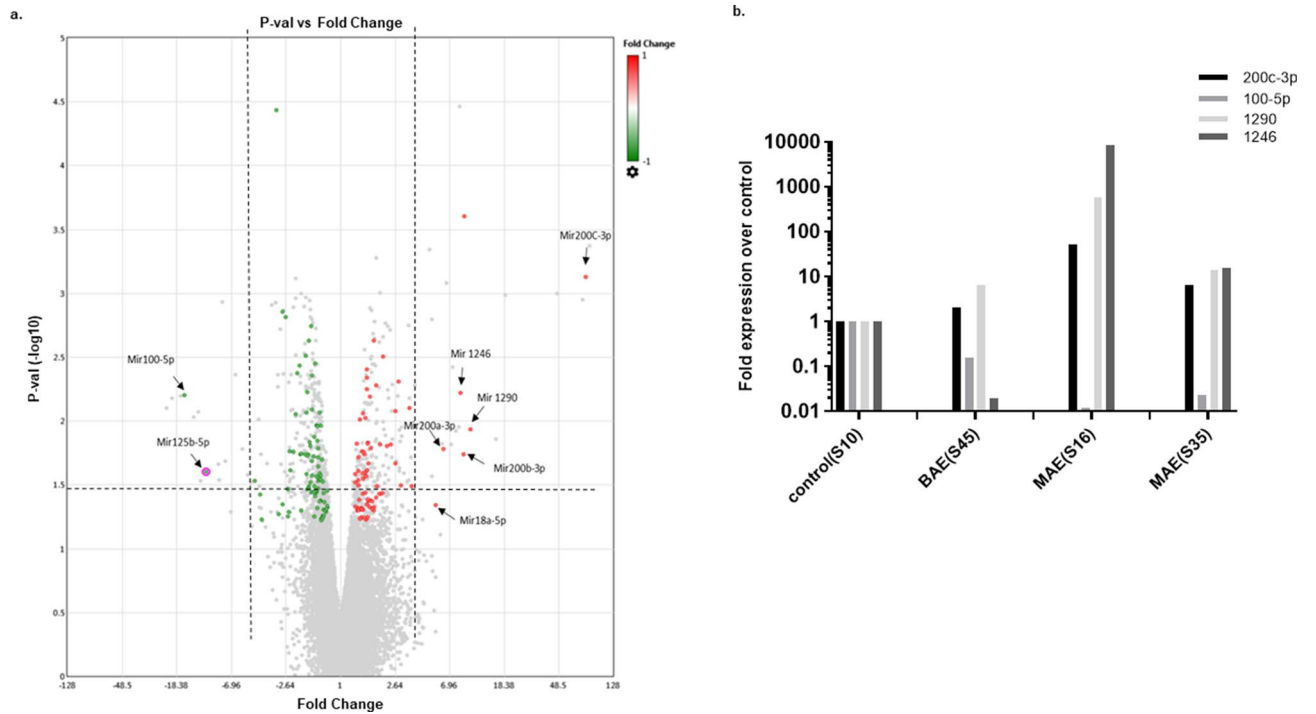 a.
P-val vs Fold Change
Fold Change
1
-1
P-val (-log10)
5
4.5
4
3.5
3
2.5
2
1.5
1
0.5
0
Mir200C-3p
Mir100-5p
Mir 1246
Mir 1290
Mir200a-3p
Mir125b-5p
Mir200b-3p
Mir18a-5p
-128
-48.5
-18.38
-6.96
-2.64
1
2.64
6.96
18.38
48.5
128
Fold Change
b.
200c-3p
100-5p
1290
1246
Fold expression over control
10000
1000
100
10
1
0.1
0.01
control(S10)
BAE(S45)
MAE(S16)
MAE(S35)